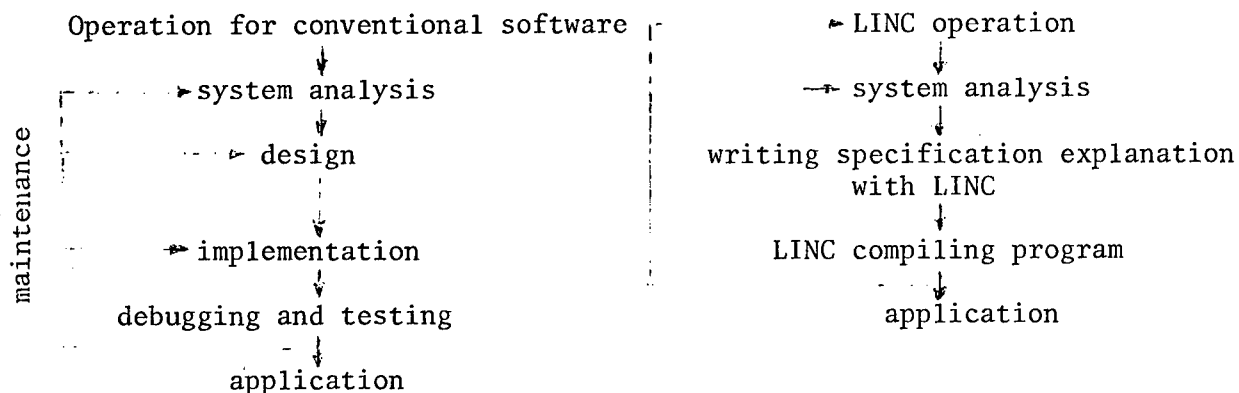 Operation for conventional software
system analysis
design
implementation
debugging and testing
application
maintenance
LINC operation
system analysis
writing specification explanation
with LINC
LINC compiling program
application